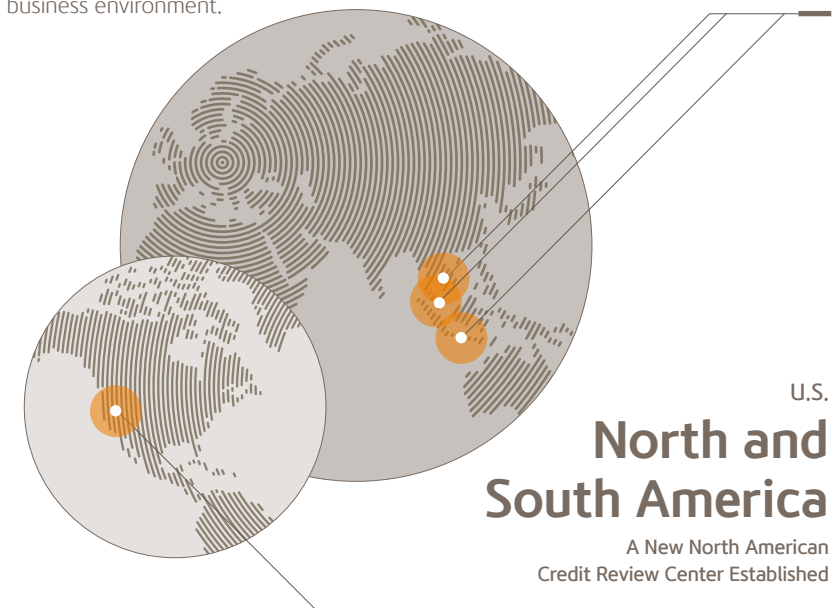 business environment.
U.S.
North and
South America
A New North American
Credit Review Center Established